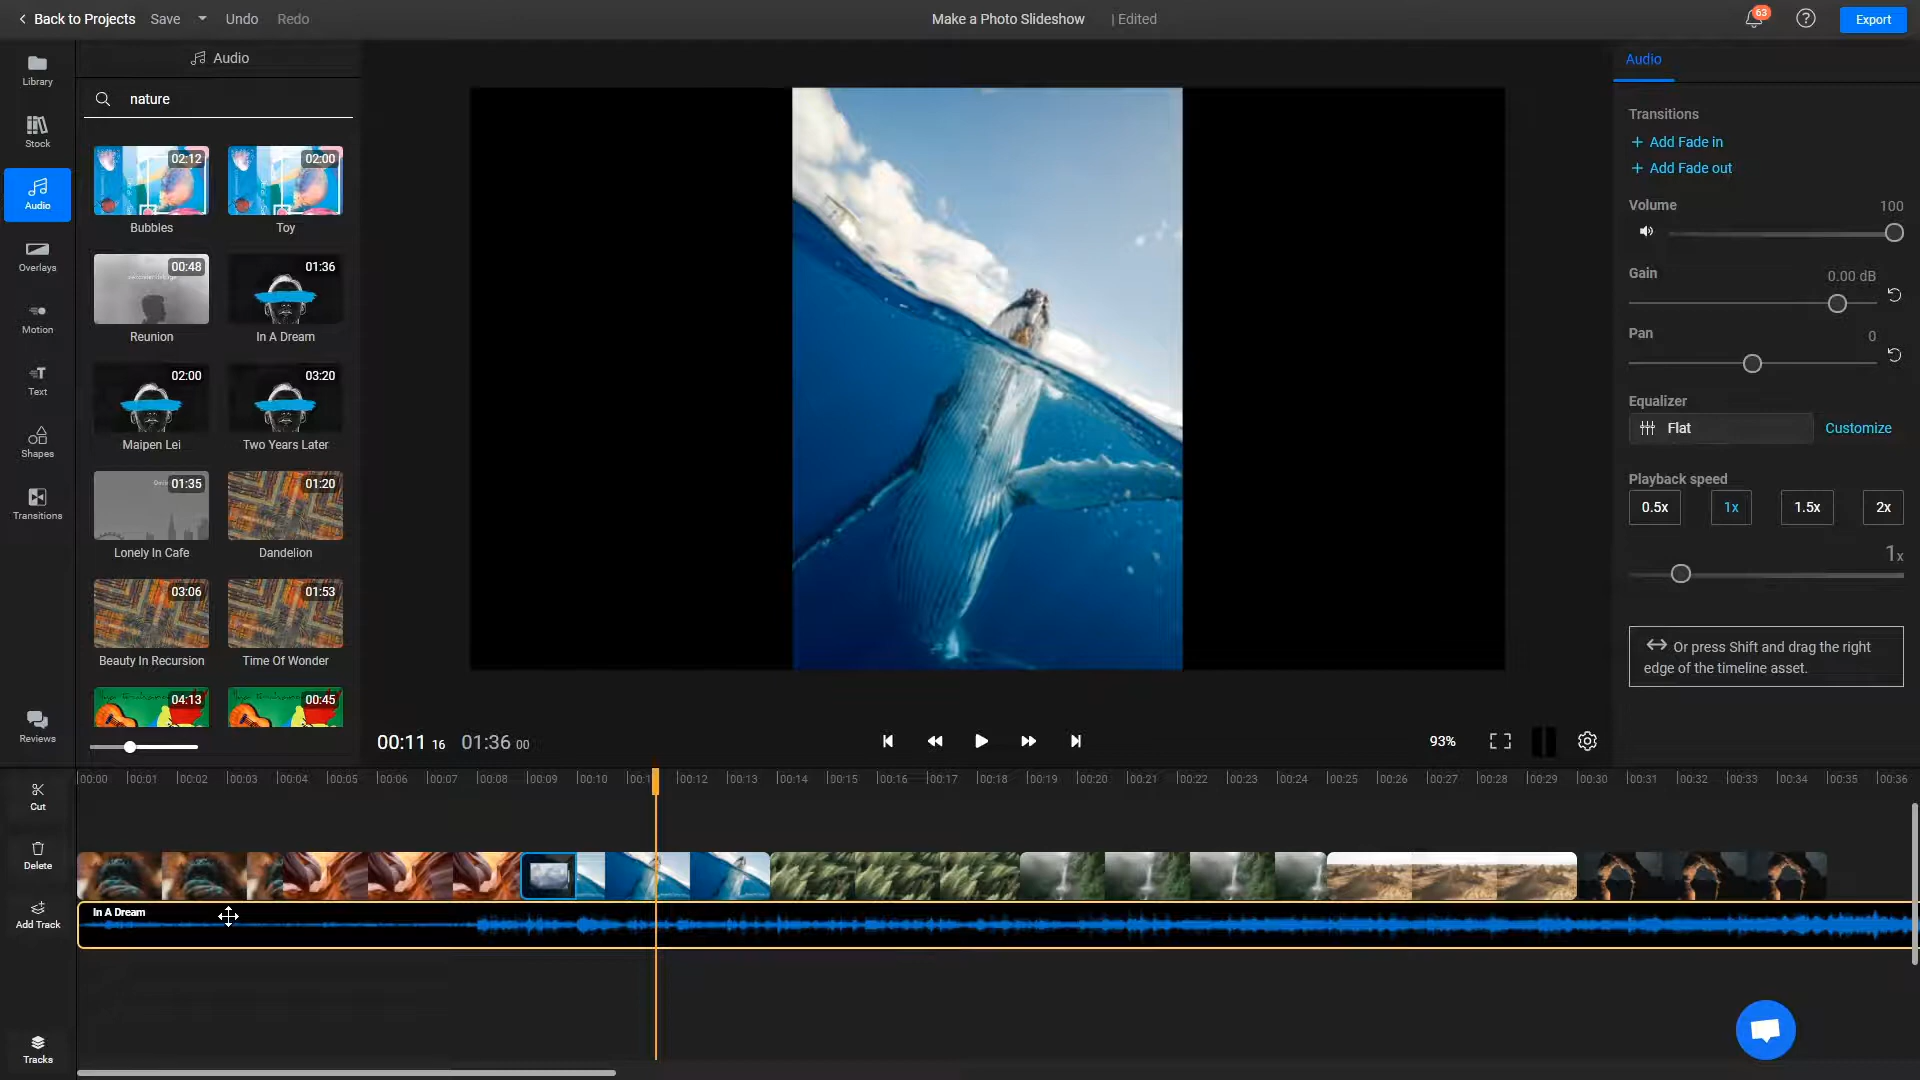 Back to Projects Save Undo Redo Make a Photo Slideshow | Edited 63 Export
Library
Stock
Audio
Overlays
Motion
Text
Shapes
Transitions
Reviews
Audio
nature
02:12 02:00
Bubbles Toy
00:48 01:36
Reunion In A Dream
02:00 03:20
Maipen Lei Two Years Later
01:35 01:20
Lonely In Cafe Dandelion
03:06 01:53
Beauty In Recursion Time Of Wonder
04:13 00:45
Audio
Transitions
+ Add Fade in
+ Add Fade out
Volume 100
Gain 0.00 dB
Pan 0
Equalizer
Flat Customize
Playback speed
0.5x 1x 1.5x 2x
1x
Or press Shift and drag the right
edge of the timeline asset.
00:11 16 01:36 00 93%
00:00 00:01 00:02 00:03 00:04 00:05 00:06 00:07 00:08 00:09 00:10 00:12 00:13 00:14 00:15 00:16 00:17 00:18 00:19 00:20 00:21 00:22 00:23 00:24 00:25 00:26 00:27 00:28 00:29 00:30 00:31 00:32 00:33 00:34 00:35 00:36
Cut
Delete
Add Track
In A Dream
Tracks